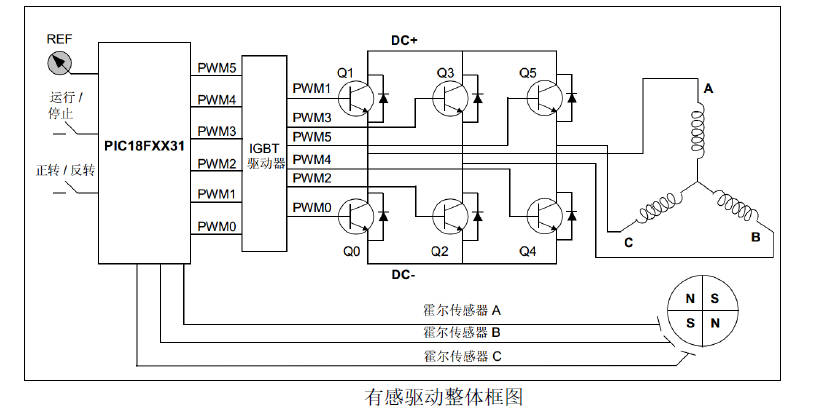 REF
运行 /
停止
正转 / 反转
PIC18FXX31
PWM5
PWM4
PWM3
PWM2
PWM1
PWM0
IGBT
驱动器
PWM1
PWM3
PWM5
PWM4
PWM2
PWM0
DC+
Q1
Q3
Q5
Q0
Q2
Q4
DC-
A
C
B
N S
S N
霍尔传感器 A
霍尔传感器 B
霍尔传感器 C
有感驱动整体框图